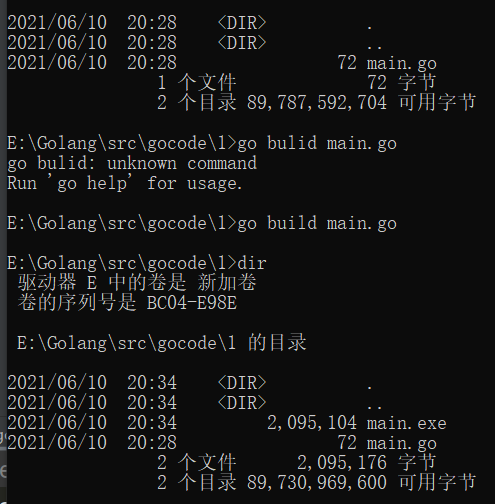 2021/06/10  20:28    <DIR>          .
2021/06/10  20:28    <DIR>          ..
2021/06/10  20:28                72 main.go
               1 个文件             72 字节
               2 个目录 89,787,592,704 可用字节
E:\Golang\src\gocode\1>go bulid main.go
go bulid: unknown command
Run 'go help' for usage.
E:\Golang\src\gocode\1>go build main.go
E:\Golang\src\gocode\1>dir
 驱动器 E 中的卷是 新加卷
 卷的序列号是 BC04-E98E
 E:\Golang\src\gocode\1 的目录
2021/06/10  20:34    <DIR>          .
2021/06/10  20:34    <DIR>          ..
2021/06/10  20:34         2,095,104 main.exe
2021/06/10  20:28                72 main.go
               2 个文件      2,095,176 字节
               2 个目录 89,730,969,600 可用字节